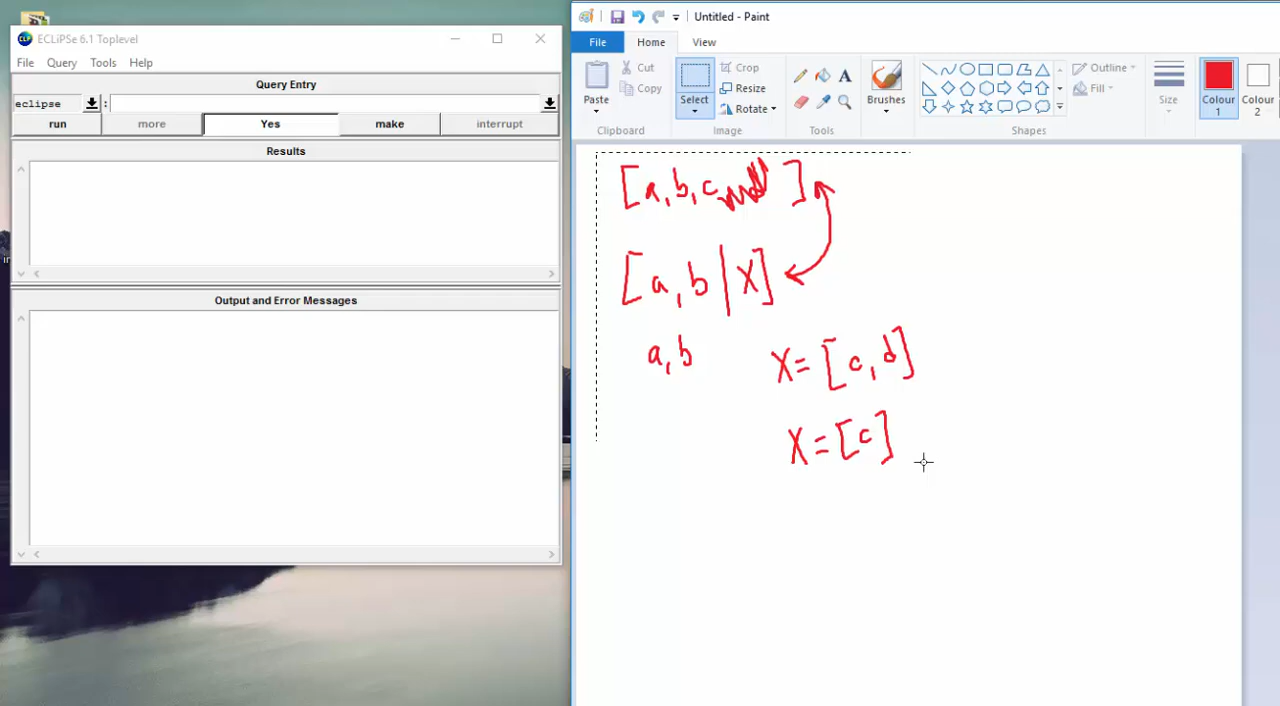 ECLiPSe 6.1 Toplevel
File Query Tools Help
Query Entry
eclipse :
run more Yes make interrupt
Results
Output and Error Messages
Untitled - Paint
File Home View
Paste Cut Copy
Clipboard
Select Crop Resize Rotate
Image
A
Tools
Brushes
Outline Fill
Shapes
Size
Colour 1
Colour 2
[a, b, c ]
[a, b | X]
a, b X = [c, d]
X = [c]